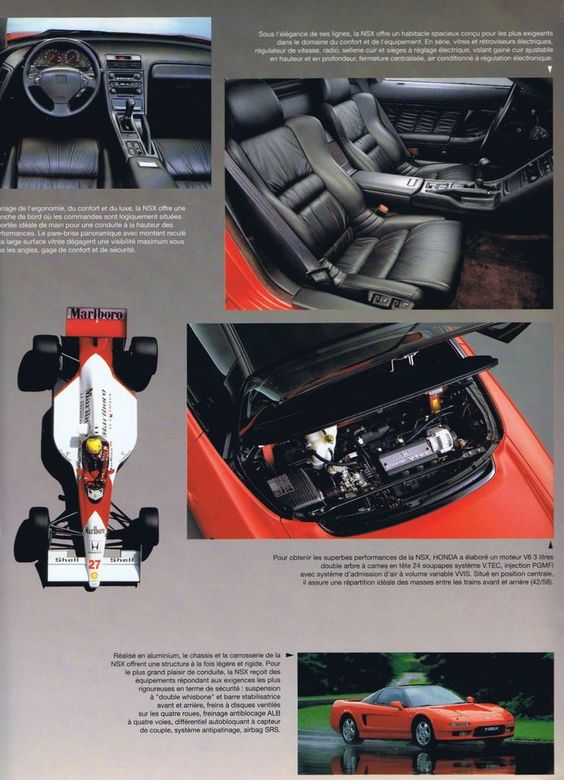 Sous l'élégance de ses lignes, la NSX offre un habitacle spacieux conçu pour les plus exigeants
dans le domaine du confort et de l'équipement. En série, vitres et rétroviseurs électriques,
régulateur de vitesse, radio, sellerie cuir et sièges à réglage électrique, volant gainé cuir ajustable
en hauteur et en profondeur, fermeture centralisée, air conditionné à régulation électronique.
riage de l'ergonomie, du confort et du luxe, la NSX offre une
nche de bord où les commandes sont logiquement situées
portée idéale de main pour une conduite à la hauteur des
rformances. Le pare-brise panoramique avec montant reculé
la large surface vitrée dégagent une visibilité maximum sous
us les angles, gage de confort et de sécurité.
Marlboro
Marlboro
Marlboro
Shell
HONDA
Shell
27
V.TEC
Pour obtenir les superbes performances de la NSX, HONDA a élaboré un moteur V6 3 litres
double arbre à cames en tête 24 soupapes système V.TEC, injection PGMFI
avec système d'admission d'air à volume variable VVIS. Situé en position centrale,
il assure une répartition idéale des masses entre les trains avant et arrière (42/58).
Réalisé en aluminium, le chassis et la carrosserie de la
NSX offrent une structure à la fois légère et rigide. Pour
le plus grand plaisir de conduite, la NSX reçoit des
équipements répondant aux exigences les plus
rigoureuses en terme de sécurité : suspension
à "double whisbone" et barre stabilisatrice
avant et arrière, freins à disques ventilés
sur les quatre roues, freinage antiblocage ALB
à quatre voies, différentiel autobloquant à capteur
de couple, système antipatinage, airbag SRS.
NSX